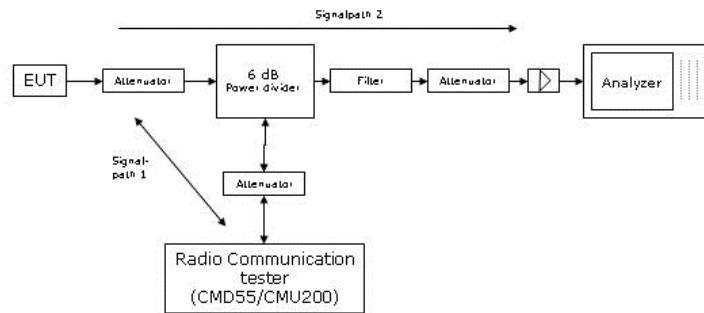 Signalpath 2
EUT
Attenuator
6 dB
Power divider
Filter
Attenuator
Analyzer
Signal-
path 1
Attenuator
Radio Communication
tester
(CMD55/CMU200)